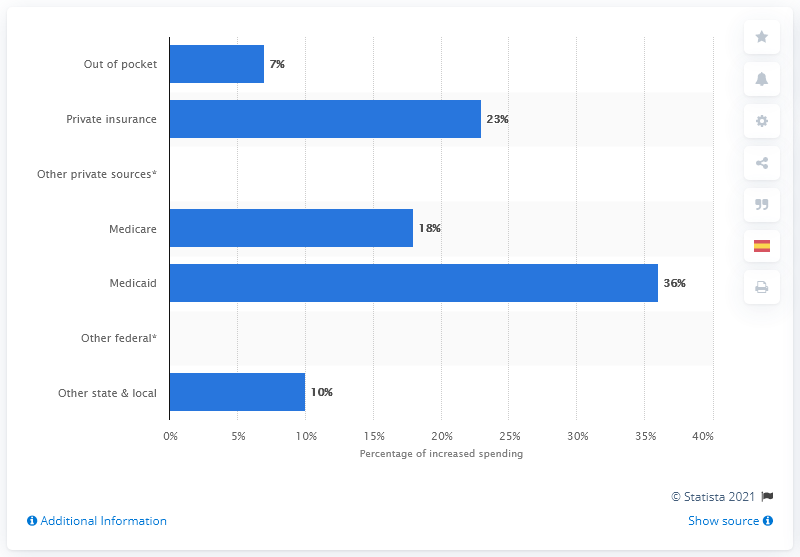 Out of pocket
7%
Private insurance
23%
Other private sources*
Medicare
18%
Medicaid
36%
Other federal*
Other state & local
10%
0% 5% 10% 15% 20% 25% 30% 35% 40%
Percentage of increased spending
© Statista 2021
Additional Information
Show source